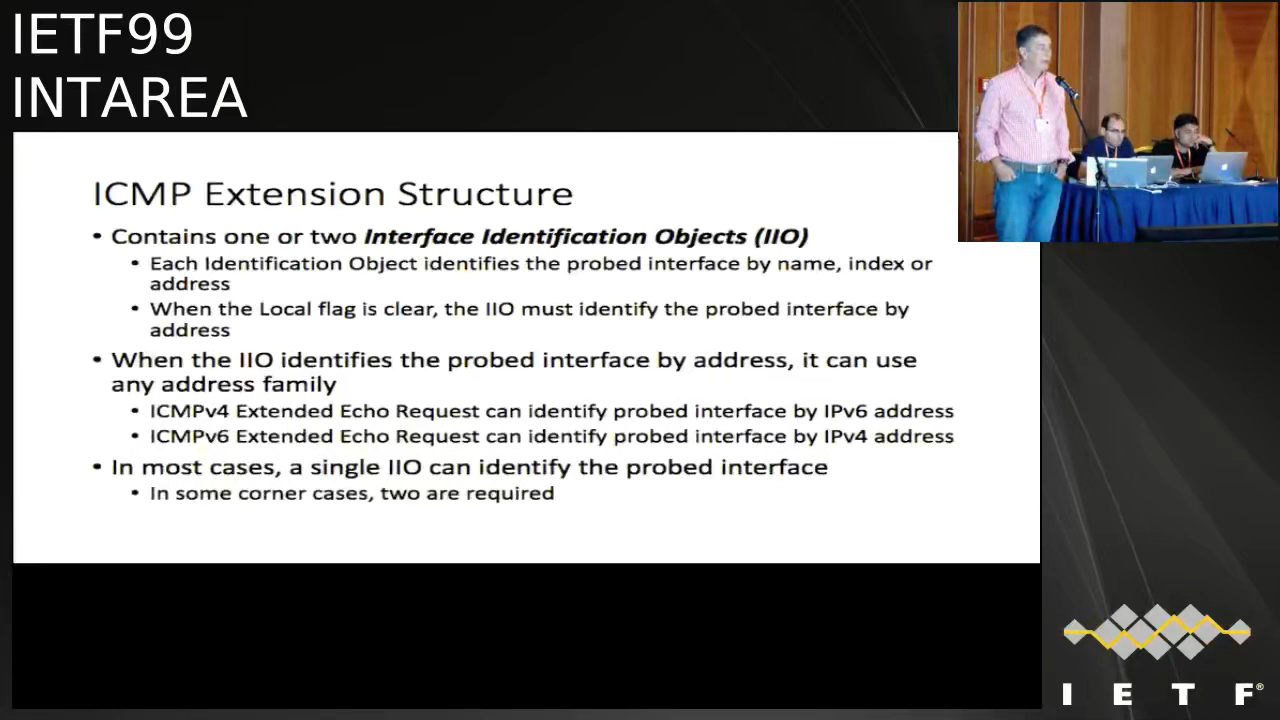 IETF99
INTAREA
ICMP Extension Structure
• Contains one or two Interface Identification Objects (IIO)
• Each Identification Object identifies the probed interface by name, index or
address
• When the Local flag is clear, the IIO must identify the probed interface by
address
• When the IIO identifies the probed interface by address, it can use
any address family
• ICMPv4 Extended Echo Request can identify probed interface by IPv6 address
• ICMPv6 Extended Echo Request can identify probed interface by IPv4 address
• In most cases, a single IIO can identify the probed interface
• In some corner cases, two are required
I E T F®